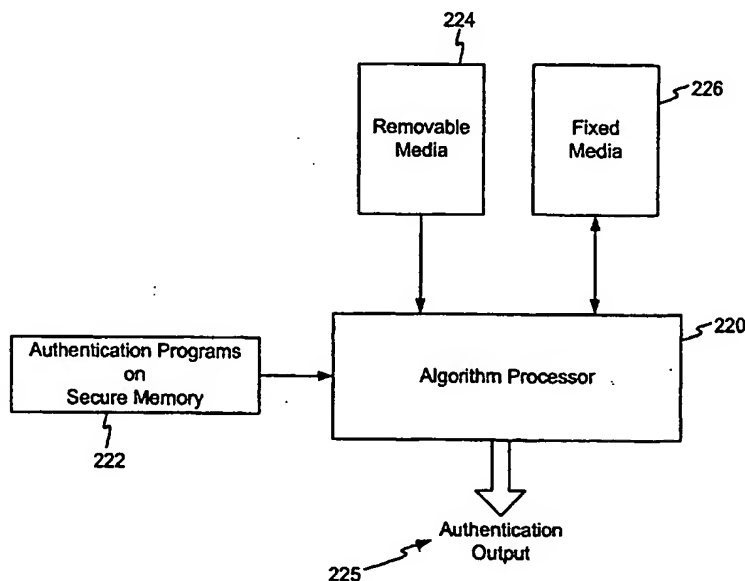 224
Removable
Media
226
Fixed
Media
220
Algorithm Processor
Authentication Programs
on
Secure Memory
222
Authentication
Output
225